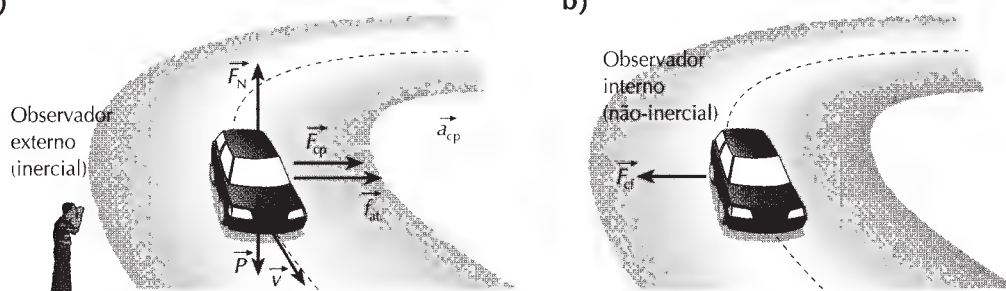 )
b)
F_N
Observador
externo
(inercial)
F_cp
a_cp
f_at
P
v
Observador
interno
(não-inercial)
F_cf